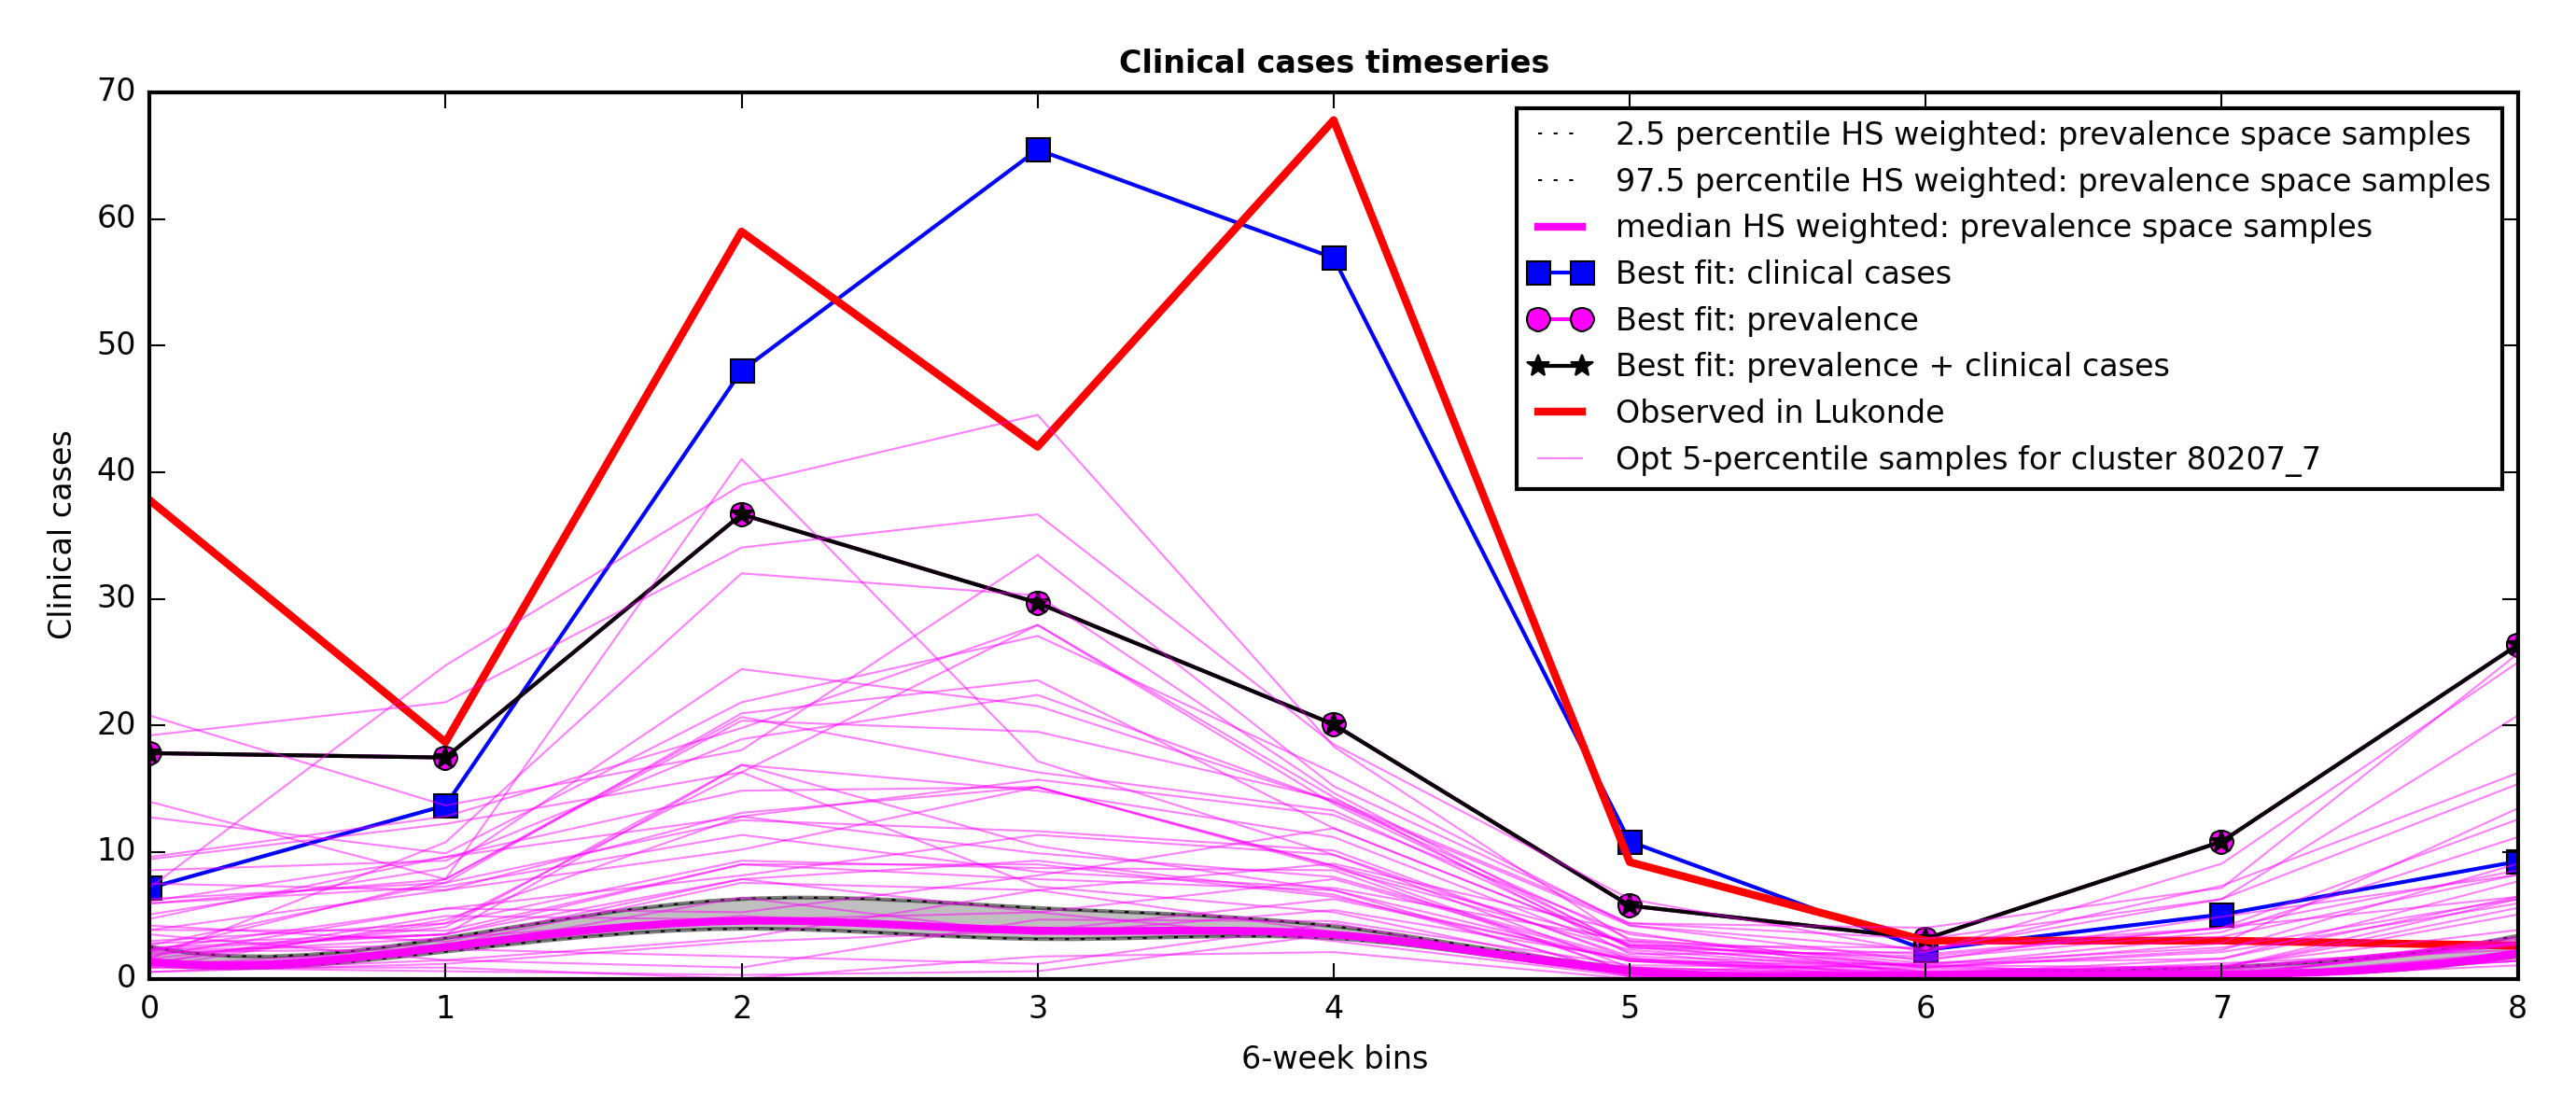 Clinical cases timeseries
70
60
50
40
30
20
10
0
Clinical cases
2.5 percentile HS weighted: prevalence space samples
97.5 percentile HS weighted: prevalence space samples
median HS weighted: prevalence space samples
Best fit: clinical cases
Best fit: prevalence
Best fit: prevalence + clinical cases
Observed in Lukonde
Opt 5-percentile samples for cluster 80207_7
0 1 2 3 4 5 6 7 8
6-week bins